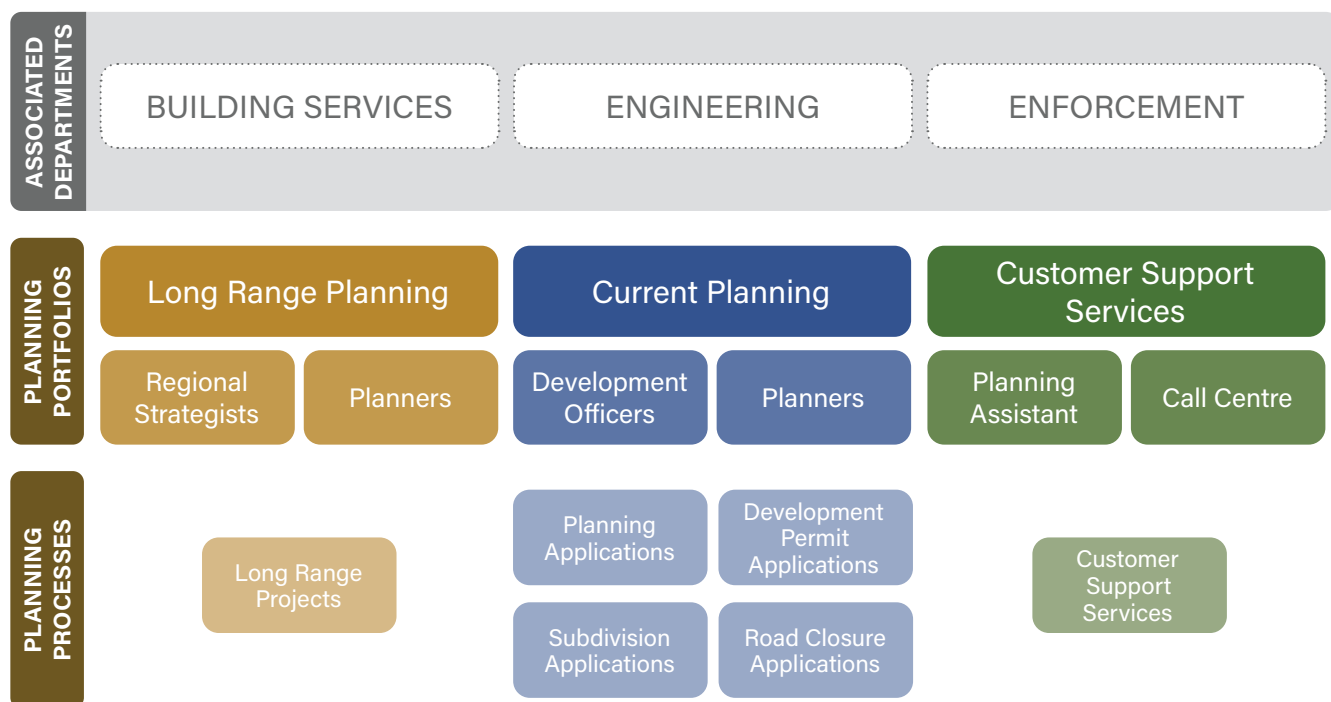 ASSOCIATED
DEPARTMENTS
BUILDING SERVICES
ENGINEERING
ENFORCEMENT
PLANNING
PORTFOLIOS
Long Range Planning
Current Planning
Customer Support
Services
Regional
Strategists
Planners
Development
Officers
Planners
Planning
Assistant
Call Centre
PLANNING
PROCESSES
Long Range
Projects
Planning
Applications
Development
Permit
Applications
Subdivision
Applications
Road Closure
Applications
Customer
Support
Services